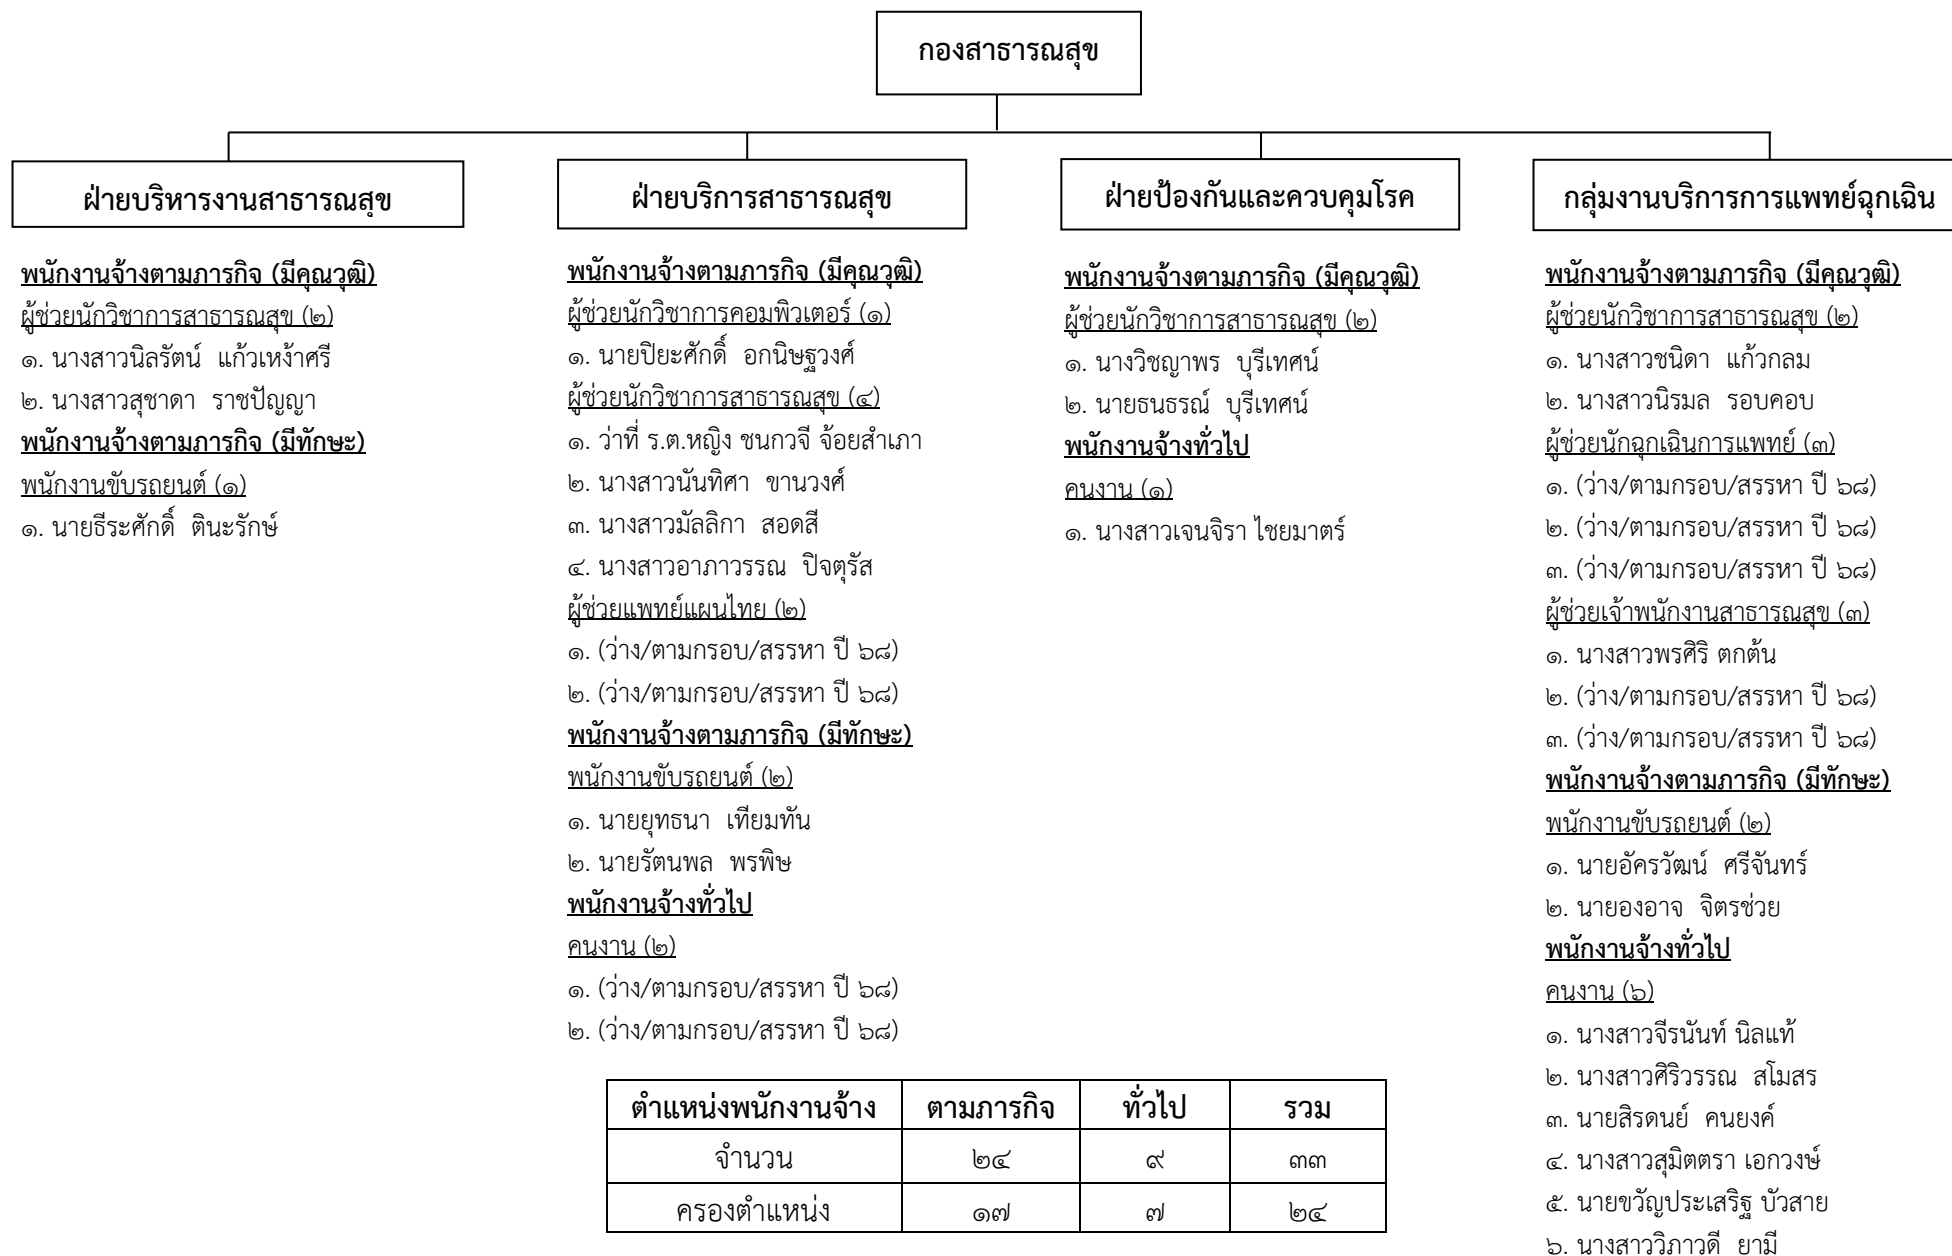 กองสาธารณสุข
ฝ่ายบริหารงานสาธารณสุข
พนักงานจ้างตามภารกิจ (มีคุณวุฒิ)
ผู้ช่วยนักวิชาการสาธารณสุข (๒)
๑. นางสาวนิลรัตน์ แก้วเหง้าศรี
๒. นางสาวสุชาดา ราชปัญญา
พนักงานจ้างตามภารกิจ (มีทักษะ)
พนักงานขับรถยนต์ (๑)
๑. นายธีระศักดิ์ ตินะรักษ์
ฝ่ายบริการสาธารณสุข
พนักงานจ้างตามภารกิจ (มีคุณวุฒิ)
ผู้ช่วยนักวิชาการคอมพิวเตอร์ (๑)
๑. นายปิยะศักดิ์ อกนิษฐวงศ์
ผู้ช่วยนักวิชาการสาธารณสุข (๔)
๑. ว่าที่ ร.ต.หญิง ชนกวจี จ้อยสำเภา
๒. นางสาวนันทิศา ขานวงศ์
๓. นางสาวมัลลิกา สอดสี
๔. นางสาวอาภาวรรณ ปิจตุรัส
ผู้ช่วยแพทย์แผนไทย (๒)
๑. (ว่าง/ตามกรอบ/สรรหา ปี ๖๘)
๒. (ว่าง/ตามกรอบ/สรรหา ปี ๖๘)
พนักงานจ้างตามภารกิจ (มีทักษะ)
พนักงานขับรถยนต์ (๒)
๑. นายยุทธนา เทียมทัน
๒. นายรัตนพล พรพิษ
พนักงานจ้างทั่วไป
คนงาน (๒)
๑. (ว่าง/ตามกรอบ/สรรหา ปี ๖๘)
๒. (ว่าง/ตามกรอบ/สรรหา ปี ๖๘)
ฝ่ายป้องกันและควบคุมโรค
พนักงานจ้างตามภารกิจ (มีคุณวุฒิ)
ผู้ช่วยนักวิชาการสาธารณสุข (๒)
๑. นางวิชญาพร บุรีเทศน์
๒. นายธนธรณ์ บุรีเทศน์
พนักงานจ้างทั่วไป
คนงาน (๑)
๑. นางสาวเจนจิรา ไชยมาตร์
กลุ่มงานบริการการแพทย์ฉุกเฉิน
พนักงานจ้างตามภารกิจ (มีคุณวุฒิ)
ผู้ช่วยนักวิชาการสาธารณสุข (๒)
๑. นางสาวชนิดา แก้วกลม
๒. นางสาวนิรมล รอบคอบ
ผู้ช่วยนักฉุกเฉินการแพทย์ (๓)
๑. (ว่าง/ตามกรอบ/สรรหา ปี ๖๘)
๒. (ว่าง/ตามกรอบ/สรรหา ปี ๖๘)
๓. (ว่าง/ตามกรอบ/สรรหา ปี ๖๘)
ผู้ช่วยเจ้าพนักงานสาธารณสุข (๓)
๑. นางสาวพรศิริ ตกต้น
๒. (ว่าง/ตามกรอบ/สรรหา ปี ๖๘)
๓. (ว่าง/ตามกรอบ/สรรหา ปี ๖๘)
พนักงานจ้างตามภารกิจ (มีทักษะ)
พนักงานขับรถยนต์ (๒)
๑. นายอัครวัฒน์ ศรีจันทร์
๒. นายองอาจ จิตรช่วย
พนักงานจ้างทั่วไป
คนงาน (๖)
๑. นางสาวจีรนันท์ นิลแท้
๒. นางสาวศิริวรรณ สโมสร
๓. นายสิรดนย์ คนยงค์
๔. นางสาวสุมิตตรา เอกวงษ์
๕. นายขวัญประเสริฐ บัวสาย
๖. นางสาววิภาวดี ยามี
ตำแหน่งพนักงานจ้าง ตามภารกิจ ทั่วไป รวม
จำนวน ๒๔ ๙ ๓๓
ครองตำแหน่ง ๑๗ ๗ ๒๔